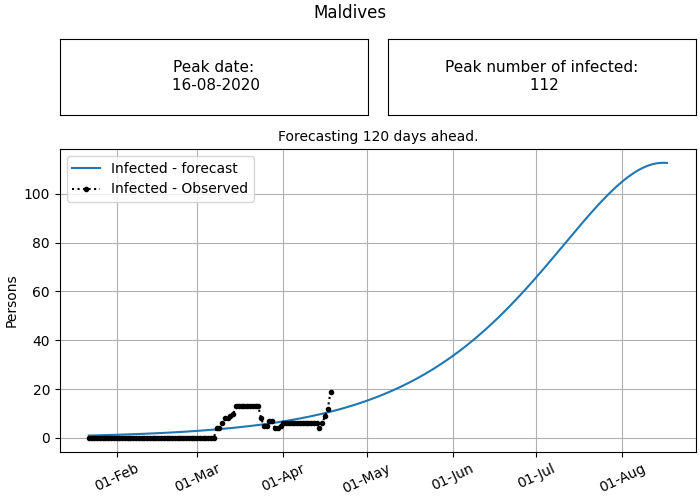 Maldives
Peak date:
16-08-2020
Peak number of infected:
112
Forecasting 120 days ahead.
Infected - forecast
Infected - Observed
Persons
100
80
60
40
20
0
01-Feb
01-Mar
01-Apr
01-May
01-Jun
01-Jul
01-Aug